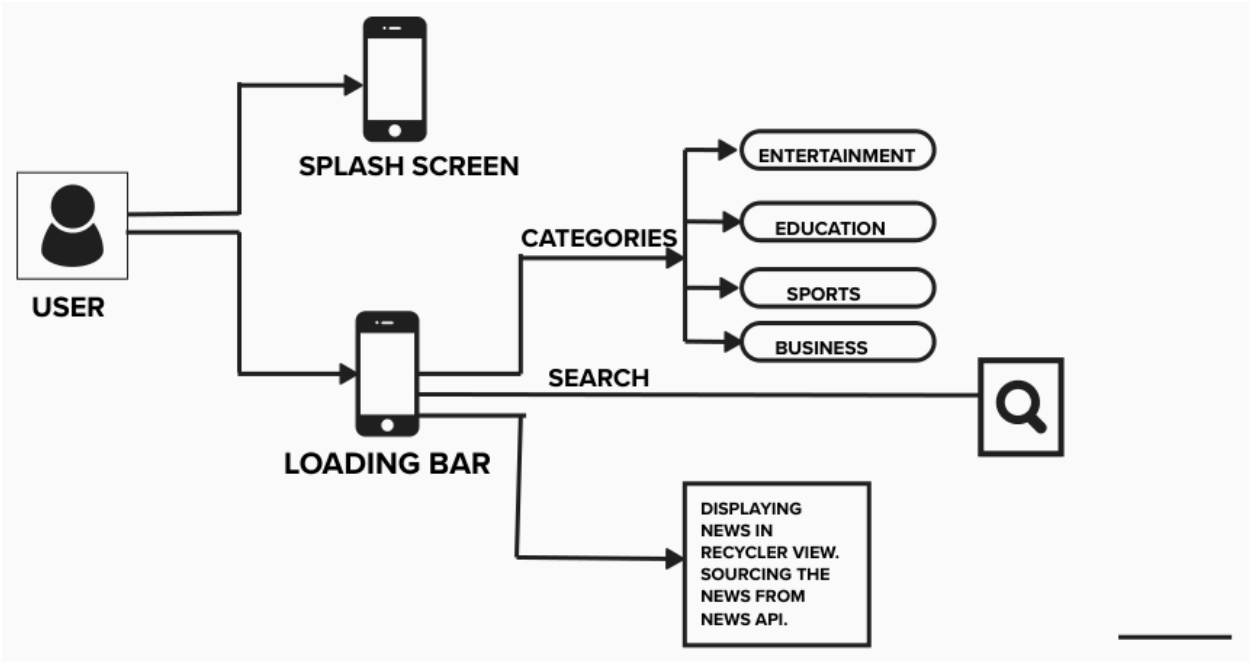 SPLASH SCREEN
USER
CATEGORIES
ENTERTAINMENT
EDUCATION
SPORTS
BUSINESS
SEARCH
LOADING BAR
DISPLAYING
NEWS IN
RECYCLER VIEW.
SOURCING THE
NEWS FROM
NEWS API.